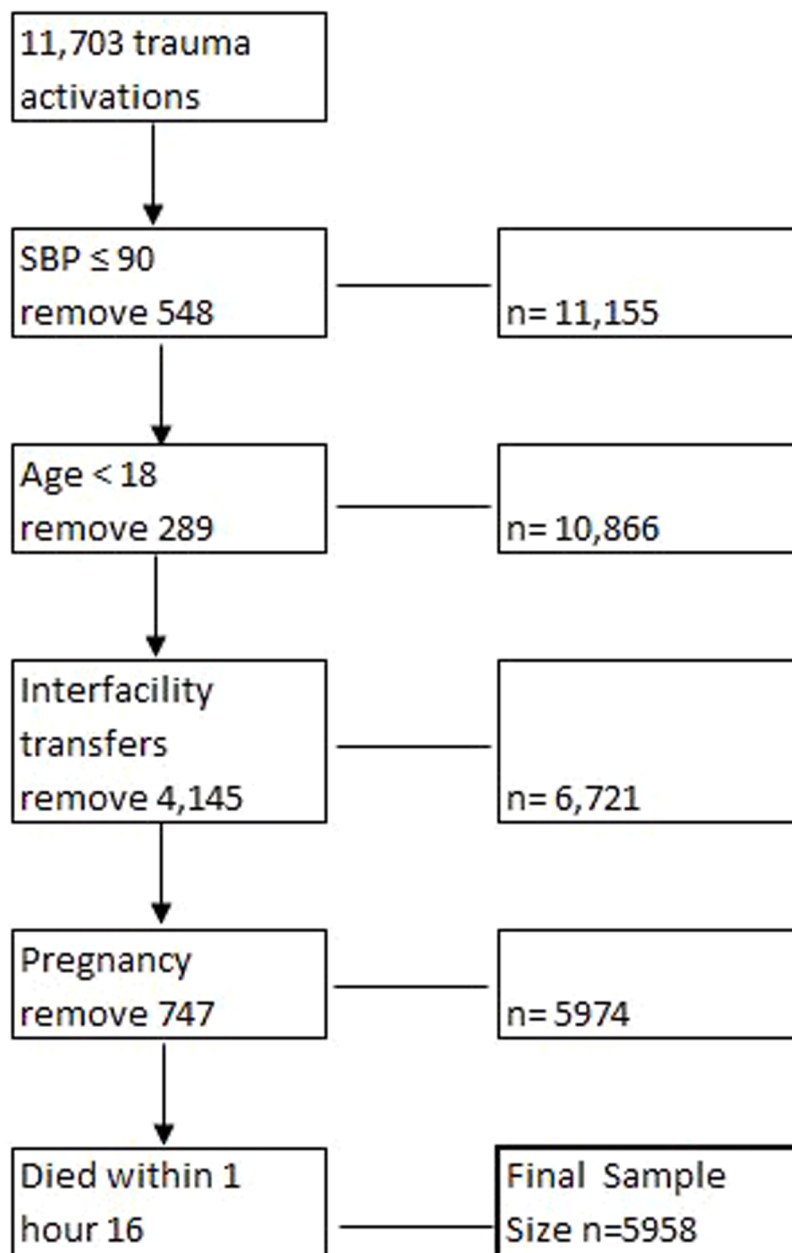 11,703 trauma
activations
SBP ≤ 90
remove 548
n= 11,155
Age < 18
remove 289
n= 10,866
Interfacility
transfers
remove 4,145
n= 6,721
Pregnancy
remove 747
n= 5974
Died within 1
hour 16
Final Sample
Size n=5958